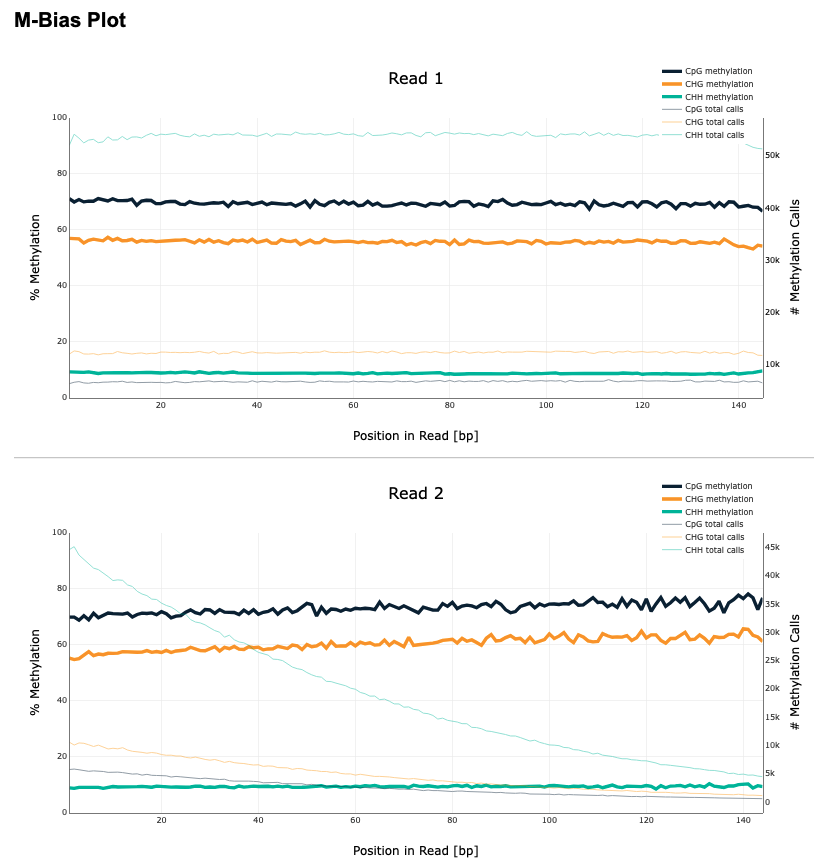 M-Bias Plot
Read 1
CpG methylation
CHG methylation
CHH methylation
CpG total calls
CHG total calls
CHH total calls
100
80
60
40
20
0
% Methylation
50k
40k
30k
20k
10k
# Methylation Calls
20 40 60 80 100 120 140
Position in Read [bp]
Read 2
CpG methylation
CHG methylation
CHH methylation
CpG total calls
CHG total calls
CHH total calls
100
80
60
40
20
0
% Methylation
45k
40k
35k
30k
25k
20k
15k
10k
5k
0
# Methylation Calls
20 40 60 80 100 120 140
Position in Read [bp]